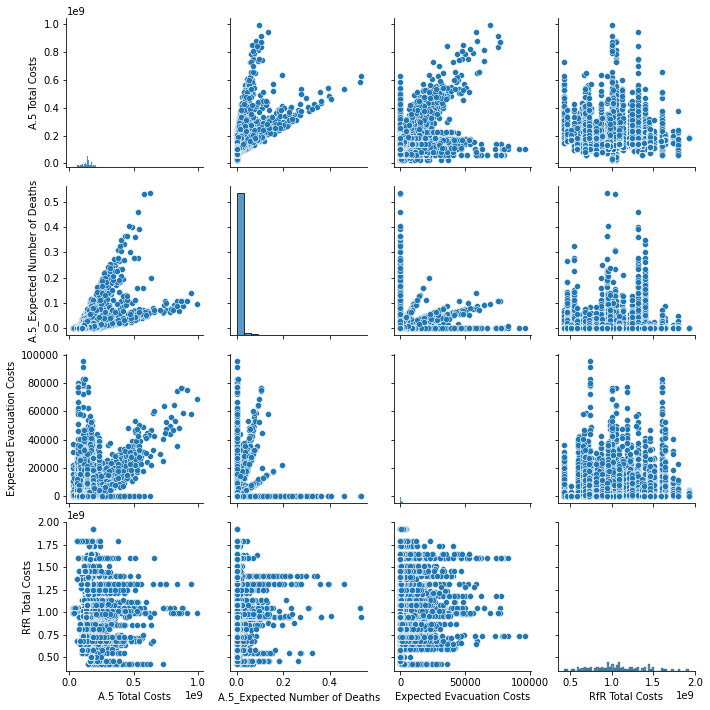 1e9
1.0
0.8
0.6
0.4
0.2
0.0
A.5 Total Costs
0.5
0.4
0.3
0.2
0.1
0.0
A.5_Expected Number of Deaths
100000
80000
60000
40000
20000
0
Expected Evacuation Costs
1e9
2.00
1.75
1.50
1.25
1.00
0.75
0.50
RfR Total Costs
0.0 0.5 1.0
A.5 Total Costs 1e9
0.0 0.2 0.4
A.5_Expected Number of Deaths
0 50000 100000
Expected Evacuation Costs
0.5 1.0 1.5 2.0
RfR Total Costs 1e9